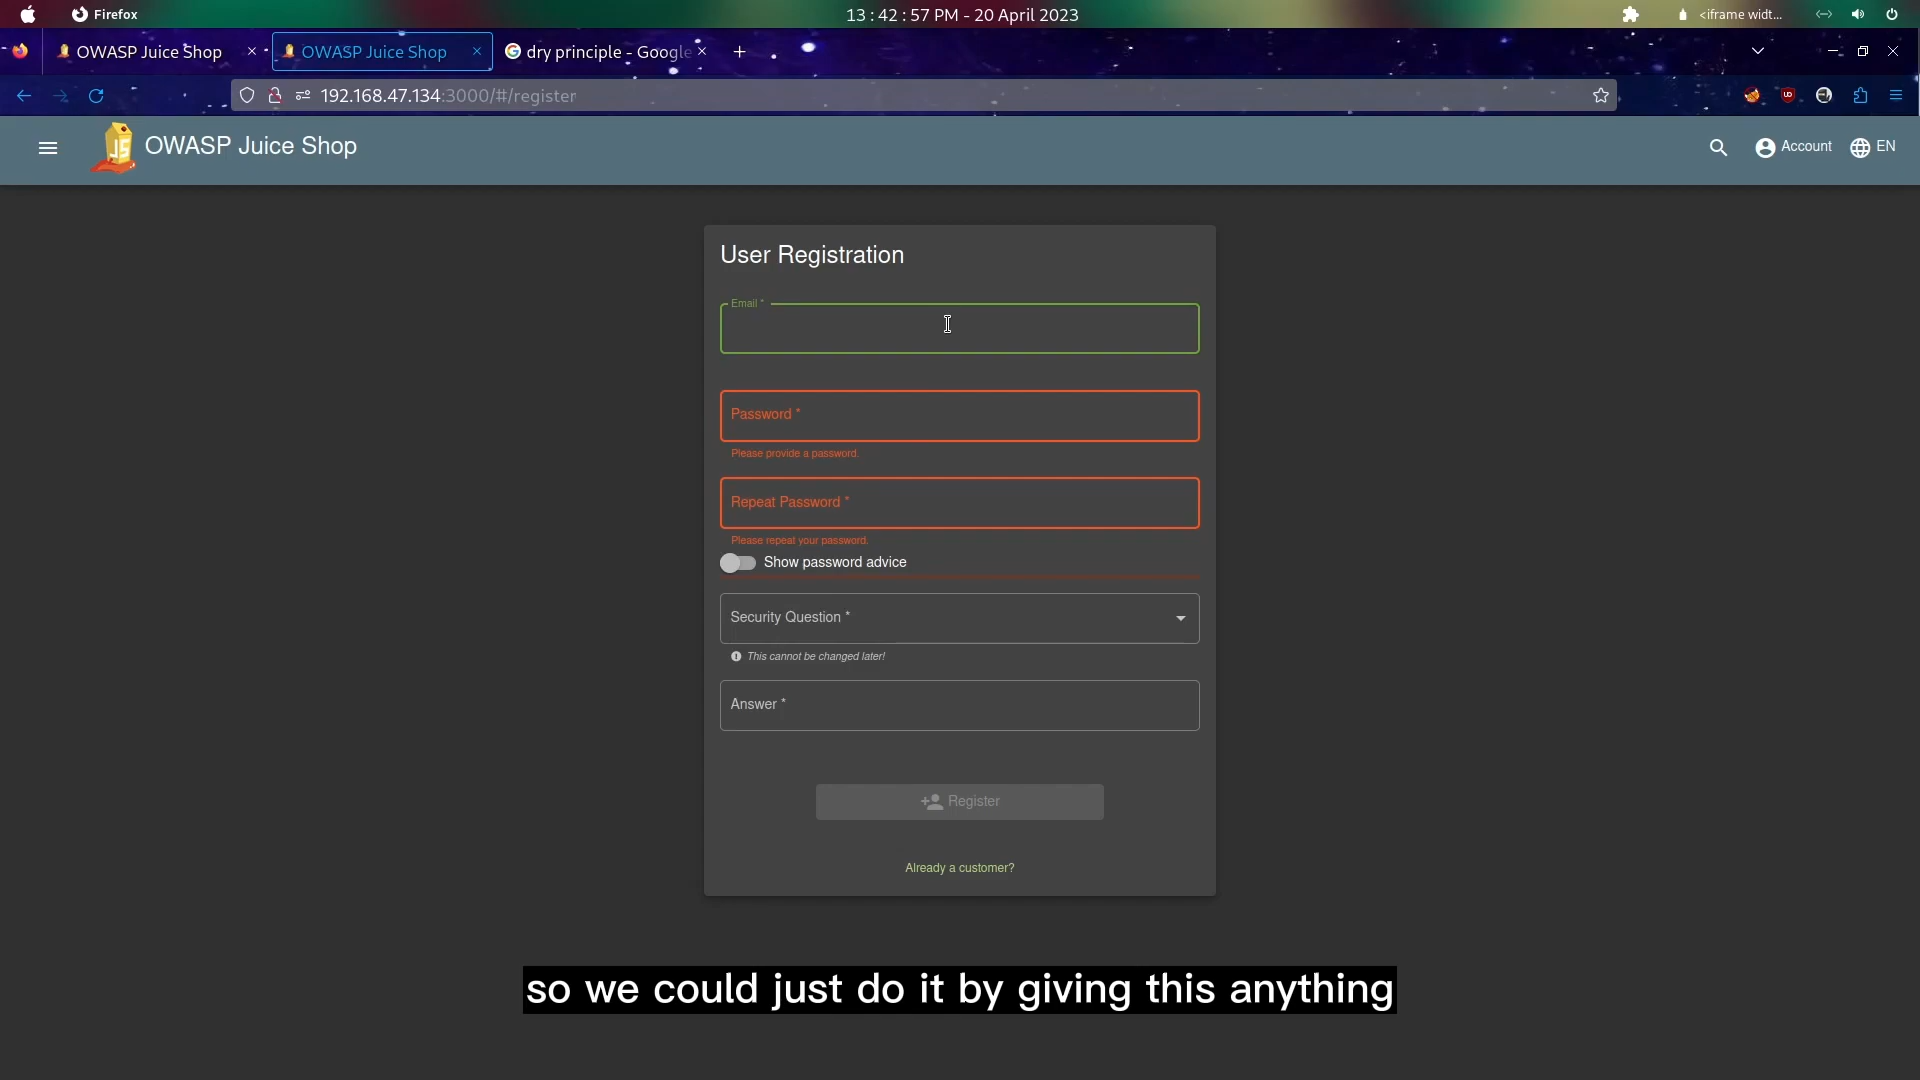 Firefox
13 : 42 : 57 PM - 20 April 2023
<iframe widt...
OWASP Juice Shop
OWASP Juice Shop
dry principle - Google
192.168.47.134:3000/#/register
JS
OWASP Juice Shop
Account
EN
User Registration
Email *
Password *
Please provide a password.
Repeat Password *
Please repeat your password.
Show password advice
Security Question *
This cannot be changed later!
Answer *
Register
Already a customer?
so we could just do it by giving this anything